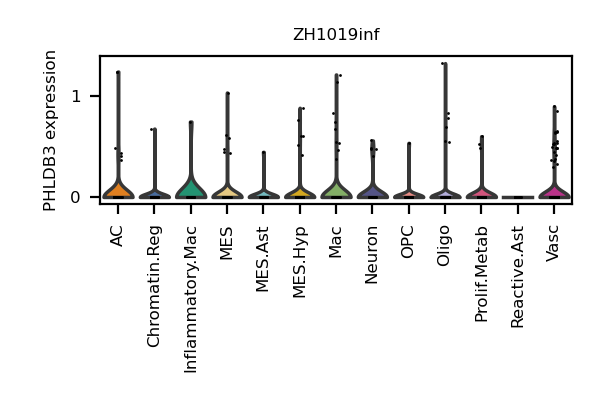 ZH1019inf
PHLDB3 expression
1
0
AC
Chromatin.Reg
Inflammatory.Mac
MES
MES.Ast
MES.Hyp
Mac
Neuron
OPC
Oligo
Prolif.Metab
Reactive.Ast
Vasc